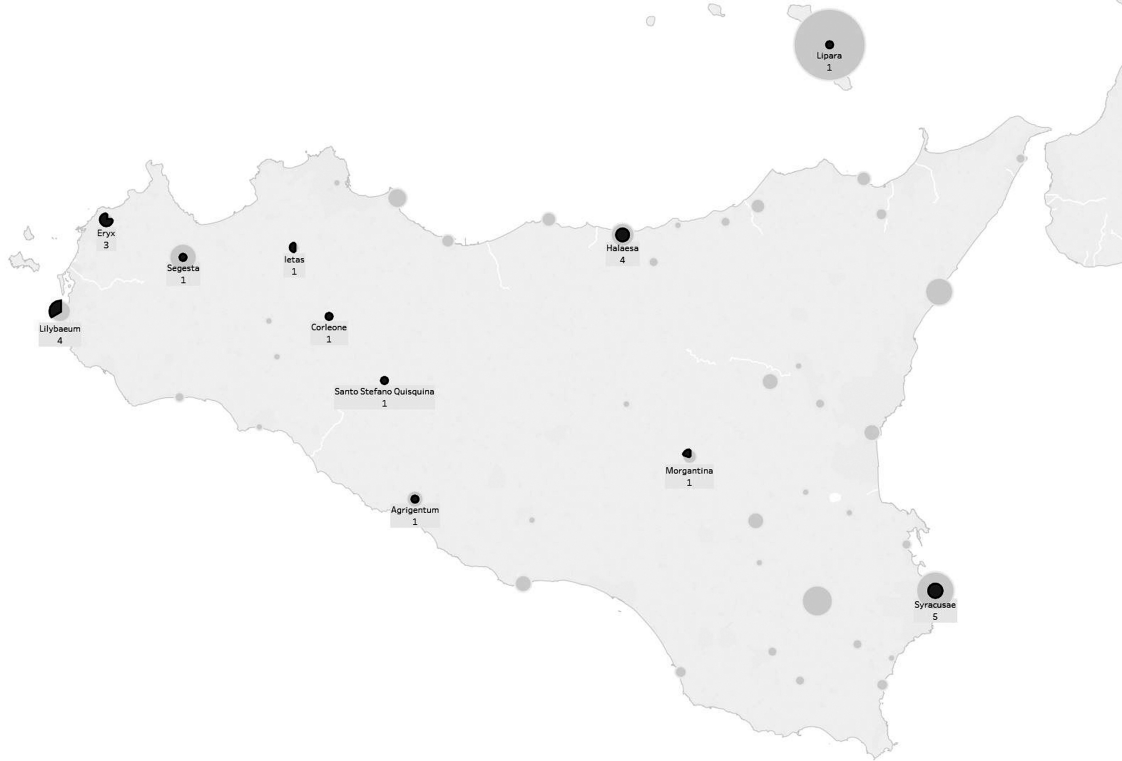 Lipara
1
Eryx
3
Halaesa
4
Ietas
1
Segesta
1
Corleone
1
Lilybaeum
4
Santo Stefano Quisquina
1
Morgantina
1
Agrigentum
1
Syracusae
5